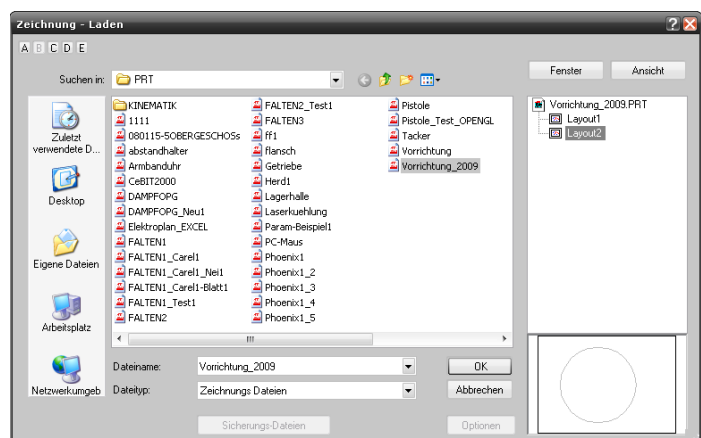 Zeichnung - Laden
A B C D E
Suchen in: PRT
Fenster Ansicht
Zuletzt
verwendete D...
Desktop
Eigene Dateien
Arbeitsplatz
Netzwerkumgeb
KINEMATIK
1111
080115-SOBERGESCHOSs
abstandhalter
Armbanduhr
CeBIT2000
DAMPFOPG
DAMPFOPG_Neu1
Elektroplan_EXCEL
FALTEN1
FALTEN1_Carel1
FALTEN1_Carel1_Nei1
FALTEN1_Carel1-Blatt1
FALTEN1_Test1
FALTEN2
FALTEN2_Test1
FALTEN3
ff1
flansch
Getriebe
Herd1
Lagerhalle
Laserkuehlung
Param-Beispiel1
PC-Maus
Phoenix1
Phoenix1_2
Phoenix1_3
Phoenix1_4
Phoenix1_5
Pistole
Pistole_Test_OPENGL
Tacker
Vorrichtung
Vorrichtung_2009
Vorrichtung_2009.PRT
Layout1
Layout2
Dateiname: Vorrichtung_2009 OK
Dateityp: Zeichnungs Dateien Abbrechen
Sicherungs-Dateien Optionen